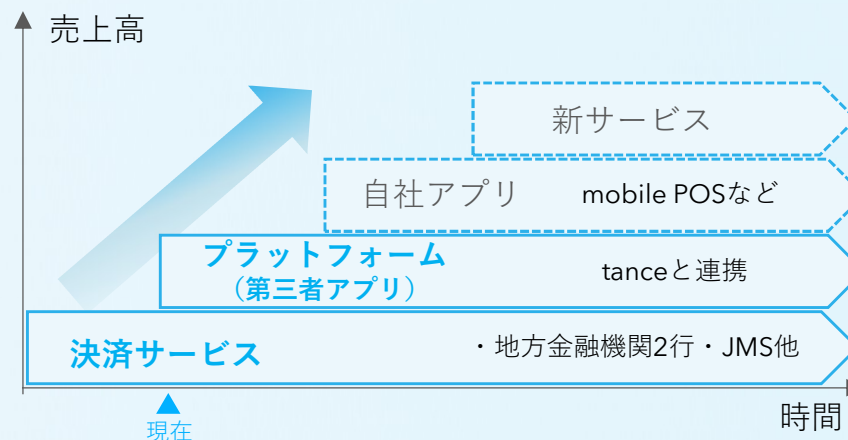 売上高
新サービス
自社アプリ mobile POSなど
プラットフォーム
（第三者アプリ） tanceと連携
決済サービス ・地方金融機関2行・JMS他
時間
現在